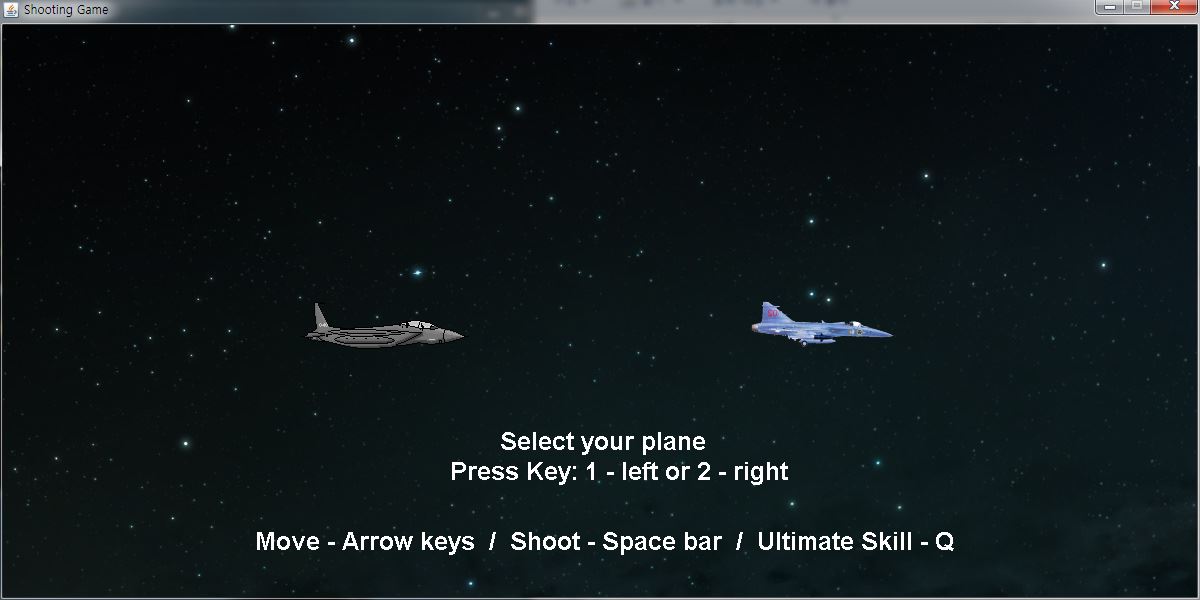 Shooting Game
Select your plane
Press Key: 1 - left or 2 - right
Move - Arrow keys / Shoot - Space bar / Ultimate Skill - Q